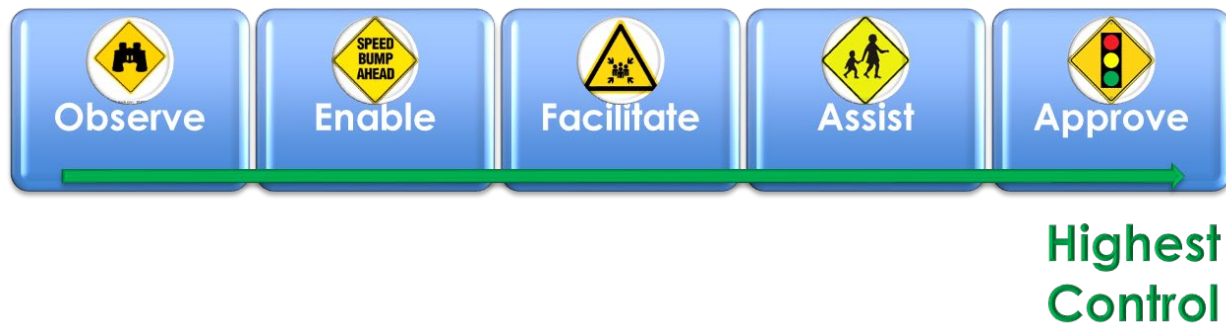 SPEED
BUMP
AHEAD
Observe
Enable
Facilitate
Assist
Approve
Highest
Control